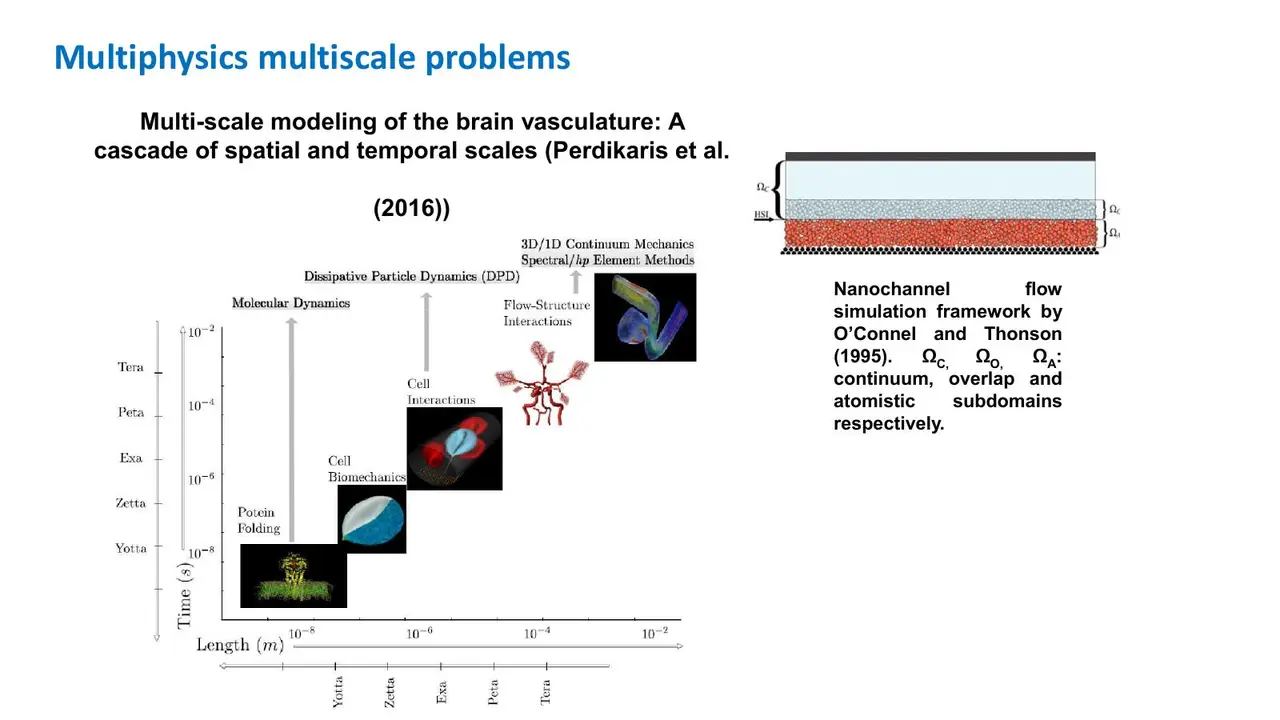 Multiphysics multiscale problems
Multi-scale modeling of the brain vasculature: A
cascade of spatial and temporal scales (Perdikaris et al.
(2016))
3D/1D Continuum Mechanics
Spectral/hp Element Methods
Dissipative Particle Dynamics (DPD)
Molecular Dynamics
Flow-Structure
Interactions
Cell
Interactions
Cell
Biomechanics
Potein
Folding
Tera
Peta
Exa
Zetta
Yotta
10⁻²
10⁻⁴
10⁻⁶
10⁻⁸
Time (s)
10⁻⁸ 10⁻⁶ 10⁻⁴ 10⁻²
Length (m)
Yotta Zetta Exa Peta Tera
Ω_C
HSI
Ω_A
Nanochannel flow
simulation framework by
O'Connel and Thonson
(1995). Ω_C, Ω_O, Ω_A:
continuum, overlap and
atomistic subdomains
respectively.